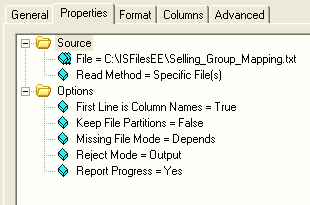 General Properties Format Columns Advanced
Source
File = C:\ISFilesEE\Selling_Group_Mapping.txt
Read Method = Specific File(s)
Options
First Line is Column Names = True
Keep File Partitions = False
Missing File Mode = Depends
Reject Mode = Output
Report Progress = Yes